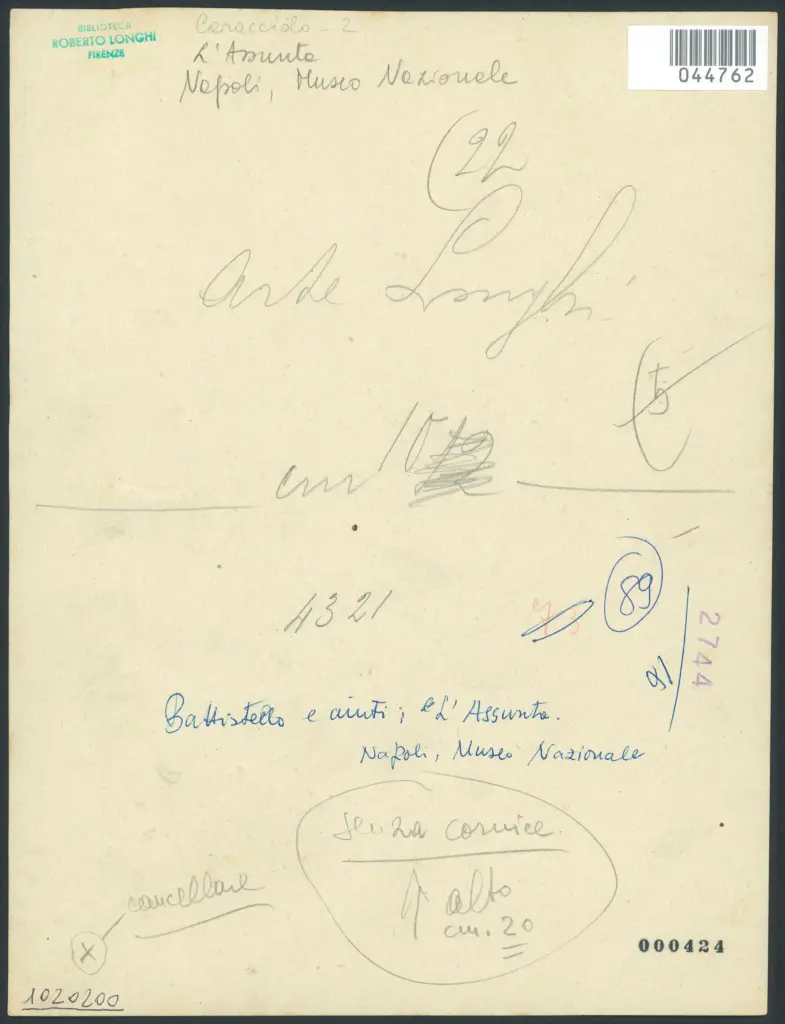 BIBLIOTECA
ROBERTO LONGHI
FIRENZE
Caracciolo - 2
L'Assunta
Napoli, Museo Nazionale
044762
(22
Arte Longhi
5
cm 10
4321
73
89
2744
Battistello e aiuti; L'Assunta.
Napoli, Museo Nazionale
senza cornice.
↑ alto
cm. 20
cancellare
x
000424
1020200